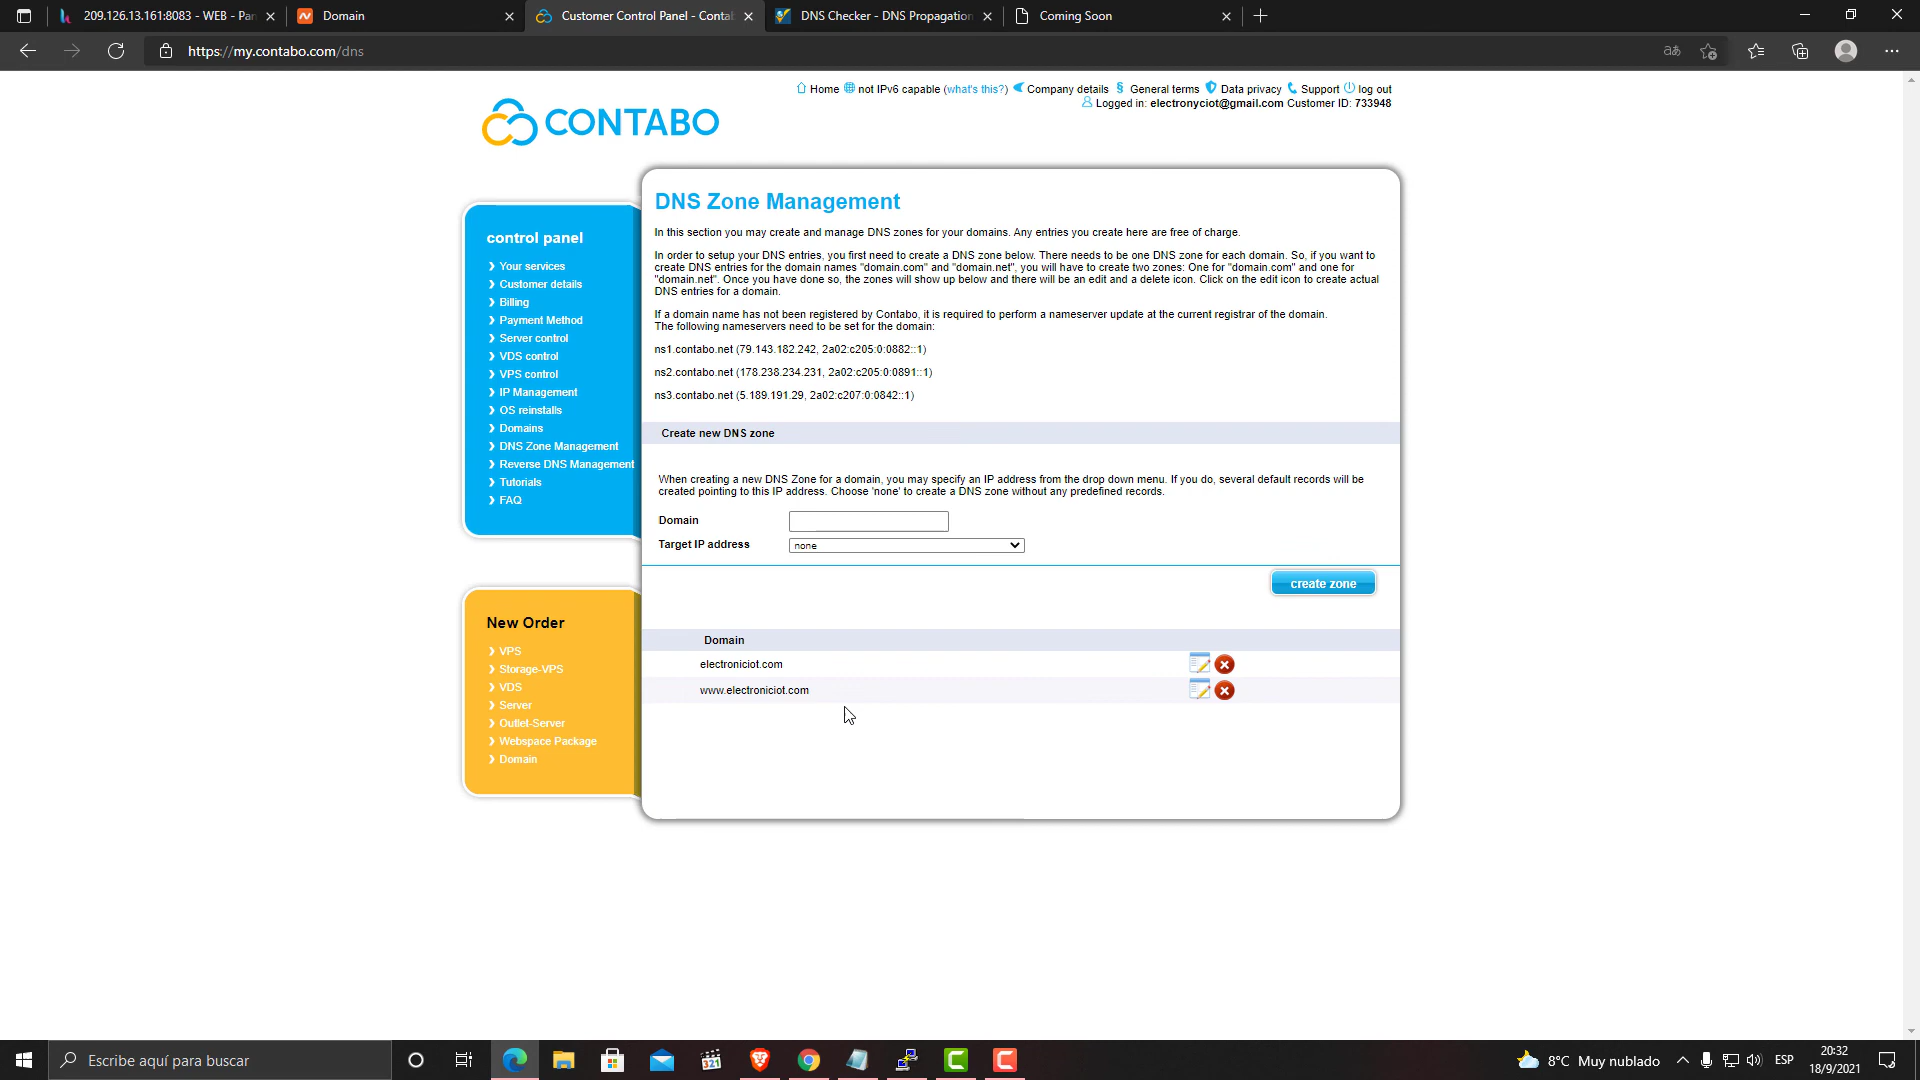 209.126.13.161:8083 - WEB - Pan
Domain
Customer Control Panel - Contab
DNS Checker - DNS Propagation
Coming Soon
https://my.contabo.com/dns
Home not IPv6 capable (what's this?) Company details § General terms Data privacy Support log out
Logged in: electronyciot@gmail.com Customer ID: 733948
CONTABO
control panel
Your services
Customer details
Billing
Payment Method
Server control
VDS control
VPS control
IP Management
OS reinstalls
Domains
DNS Zone Management
Reverse DNS Management
Tutorials
FAQ
New Order
VPS
Storage-VPS
VDS
Server
Outlet-Server
Webspace Package
Domain
DNS Zone Management
In this section you may create and manage DNS zones for your domains. Any entries you create here are free of charge.
In order to setup your DNS entries, you first need to create a DNS zone below. There needs to be one DNS zone for each domain. So, if you want to
create DNS entries for the domain names "domain.com" and "domain.net", you will have to create two zones: One for "domain.com" and one for
"domain.net". Once you have done so, the zones will show up below and there will be an edit and a delete icon. Click on the edit icon to create actual
DNS entries for a domain.
If a domain name has not been registered by Contabo, it is required to perform a nameserver update at the current registrar of the domain.
The following nameservers need to be set for the domain:
ns1.contabo.net (79.143.182.242, 2a02:c205:0:0882::1)
ns2.contabo.net (178.238.234.231, 2a02:c205:0:0891::1)
ns3.contabo.net (5.189.191.29, 2a02:c207:0:0842::1)
Create new DNS zone
When creating a new DNS Zone for a domain, you may specify an IP address from the drop down menu. If you do, several default records will be
created pointing to this IP address. Choose 'none' to create a DNS zone without any predefined records.
Domain
Target IP address none
create zone
Domain
electroniciot.com
www.electroniciot.com
Escribe aquí para buscar
321
8°C Muy nublado
ESP
20:32
18/9/2021